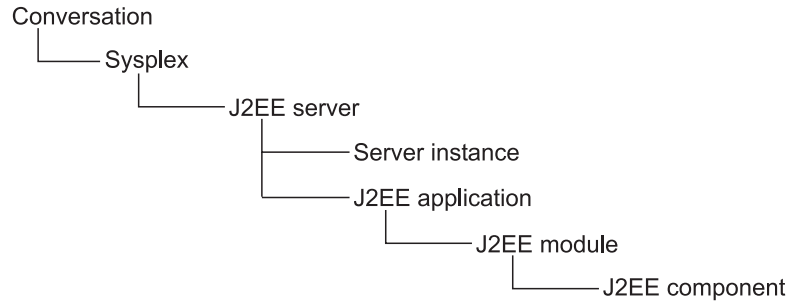 Conversation
Sysplex
J2EE server
Server instance
J2EE application
J2EE module
J2EE component